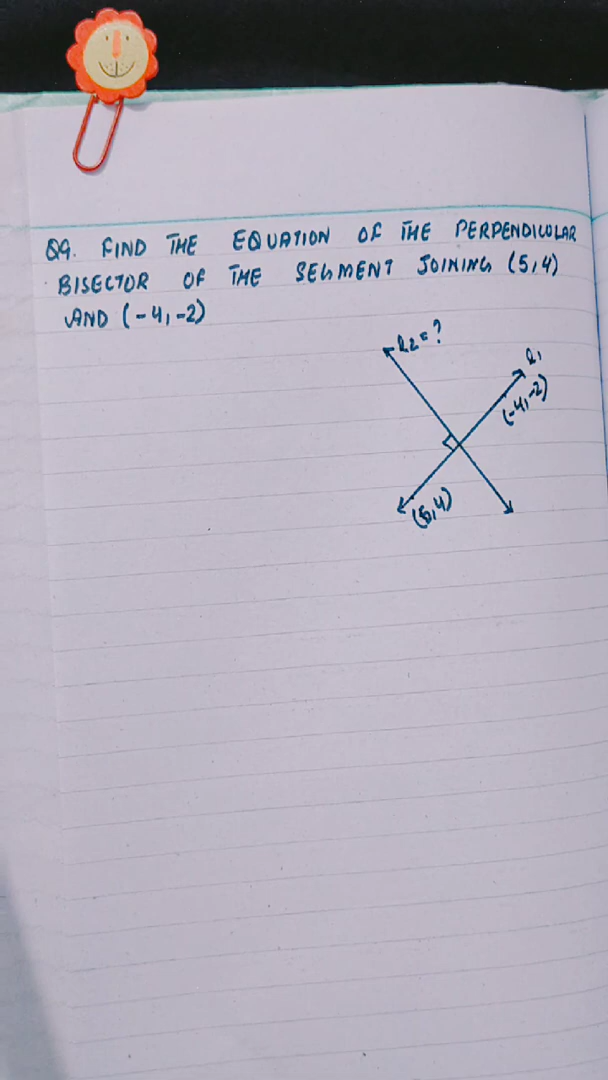 Q9. FIND THE EQUATION OF THE PERPENDICULAR
BISECTOR OF THE SEGMENT JOINING (5,4)
AND (-4,-2)
l2=?
l1
(-4,-2)
(5,4)